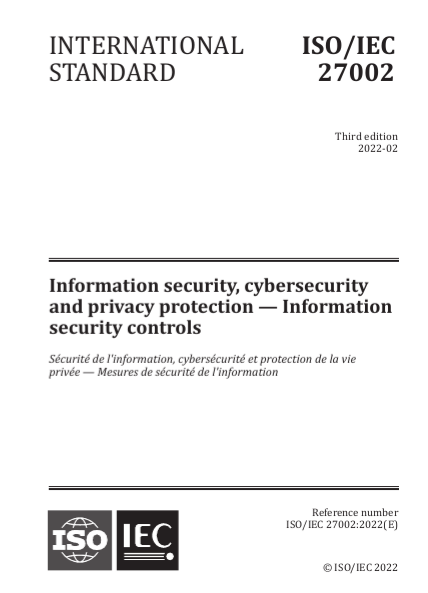 INTERNATIONAL
STANDARD
ISO/IEC
27002
Third edition
2022-02
Information security, cybersecurity
and privacy protection — Information
security controls
Sécurité de l'information, cybersécurité et protection de la vie
privée — Mesures de sécurité de l'information
ISO
IEC
Reference number
ISO/IEC 27002:2022(E)
© ISO/IEC 2022